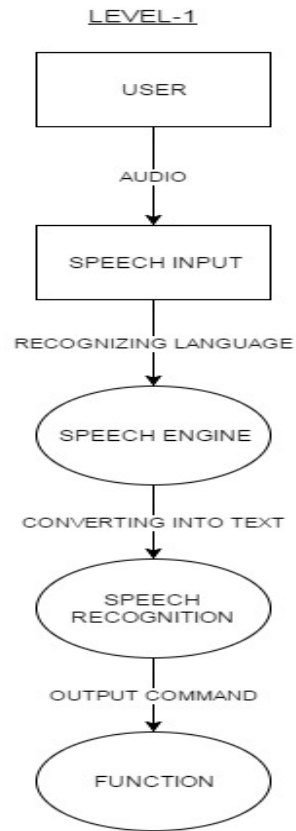 LEVEL-1
USER
AUDIO
SPEECH INPUT
RECOGNIZING LANGUAGE
SPEECH ENGINE
CONVERTING INTO TEXT
SPEECH
RECOGNITION
OUTPUT COMMAND
FUNCTION